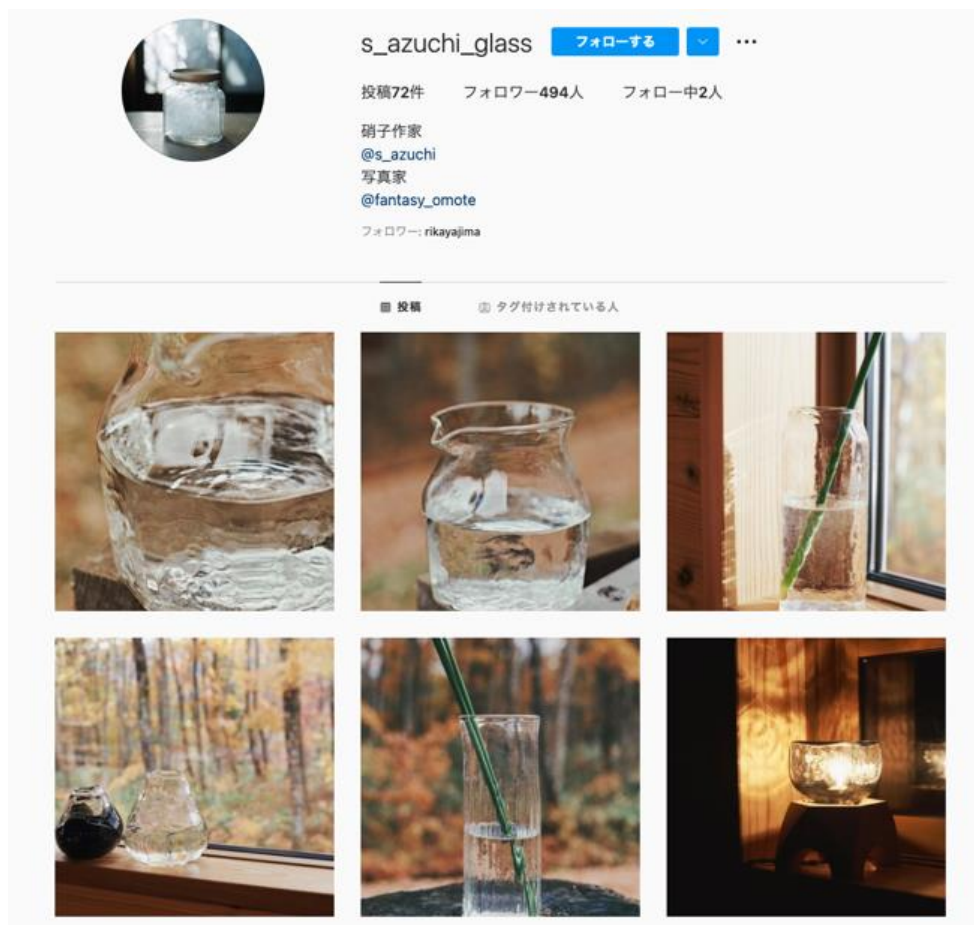 s_azuchi_glass フォローする ...
投稿72件 フォロワー494人 フォロー中2人
硝子作家
@s_azuchi
写真家
@fantasy_omote
フォロワー: rikayajima
投稿 タグ付けされている人